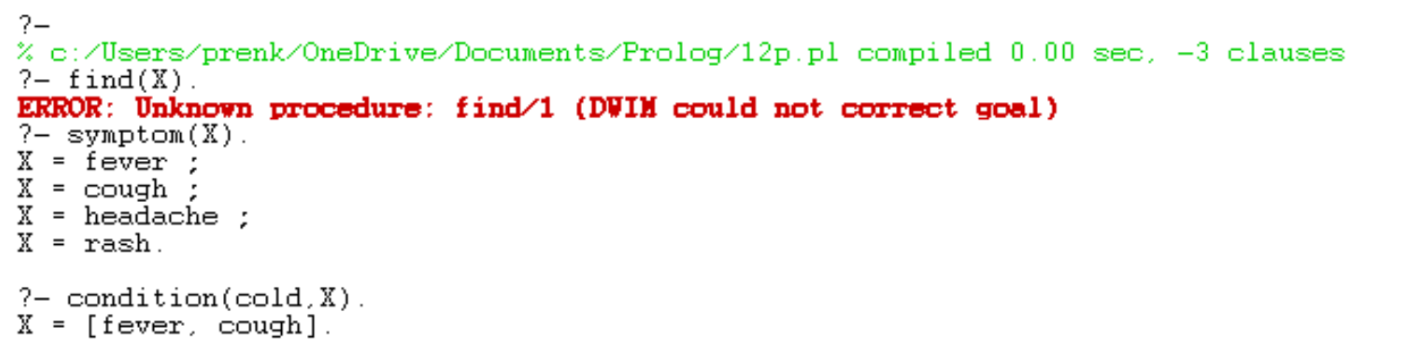 ?-
% c:/Users/prenk/OneDrive/Documents/Prolog/12p.pl compiled 0.00 sec, -3 clauses
?- find(X).
ERROR: Unknown procedure: find/1 (DWIM could not correct goal)
?- symptom(X).
X = fever ;
X = cough ;
X = headache ;
X = rash.
?- condition(cold,X).
X = [fever, cough].